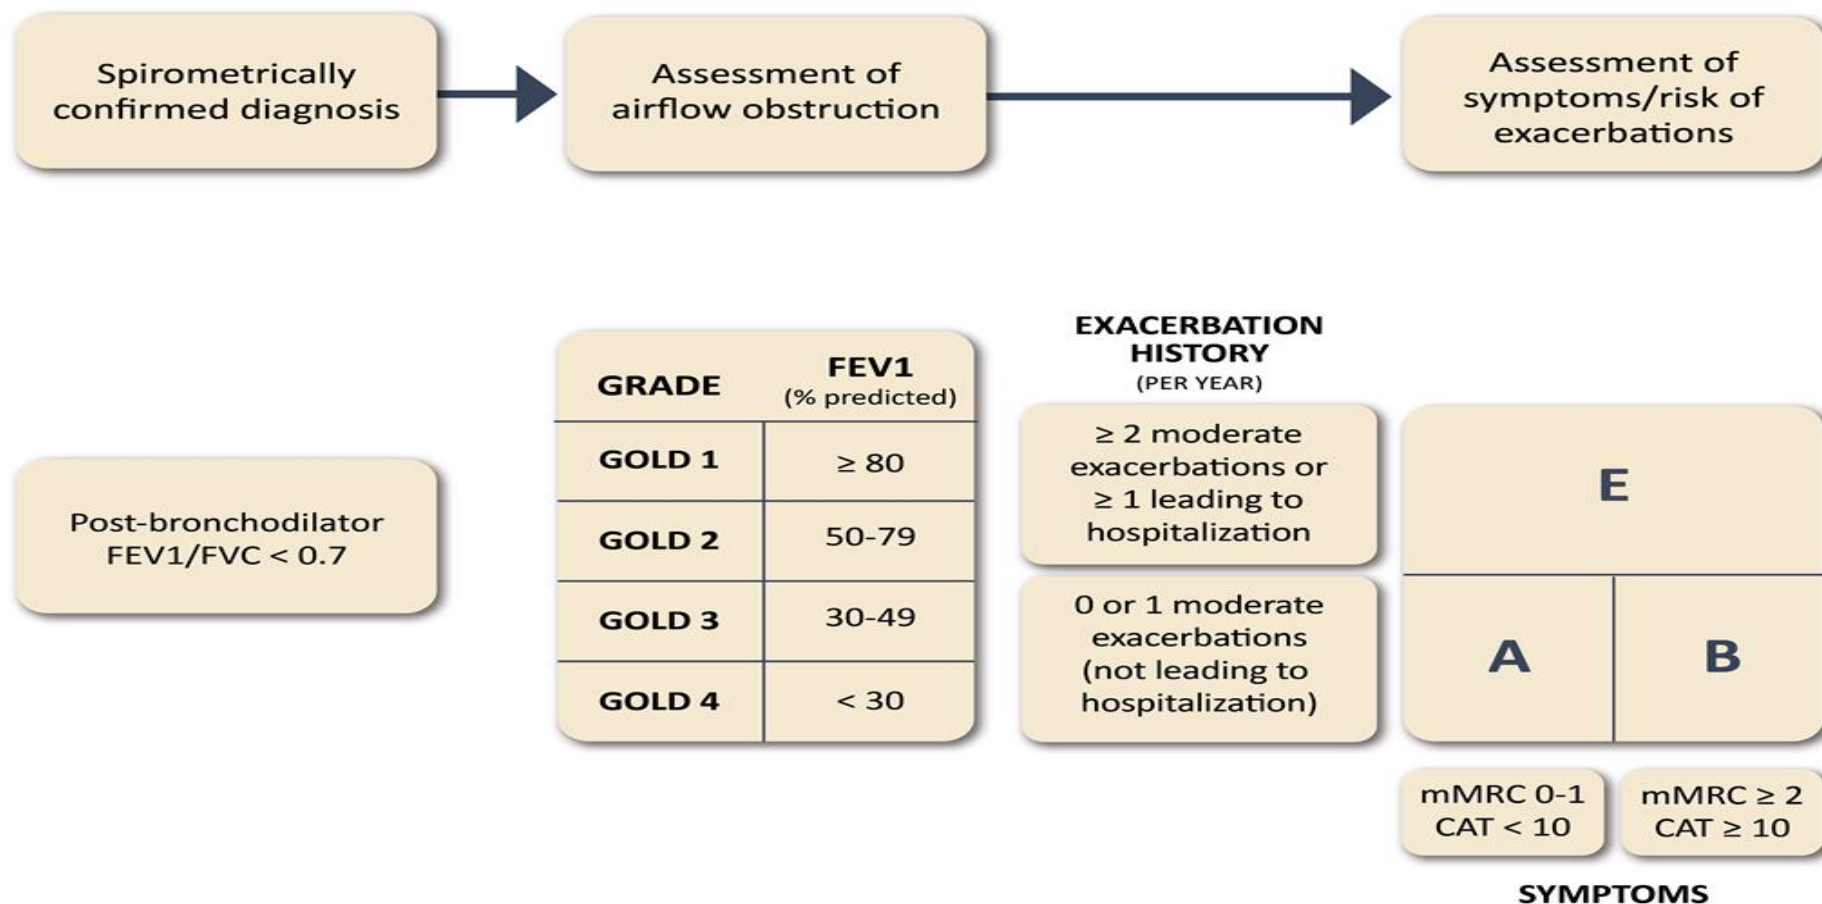 Spirometrically
confirmed diagnosis
Assessment of
airflow obstruction
Assessment of
symptoms/risk of
exacerbations
Post-bronchodilator
FEV1/FVC < 0.7
GRADE
FEV1
(% predicted)
GOLD 1
≥ 80
GOLD 2
50-79
GOLD 3
30-49
GOLD 4
< 30
EXACERBATION
HISTORY
(PER YEAR)
≥ 2 moderate
exacerbations or
≥ 1 leading to
hospitalization
0 or 1 moderate
exacerbations
(not leading to
hospitalization)
E
A
B
mMRC 0-1
CAT < 10
mMRC ≥ 2
CAT ≥ 10
SYMPTOMS